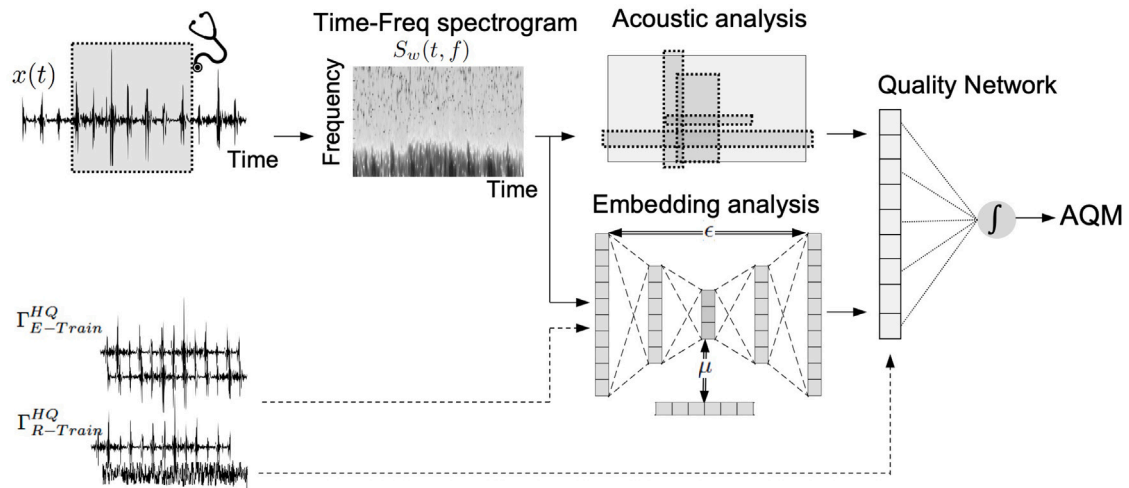 Time-Freq spectrogram
Acoustic analysis
x(t)
S_w(t, f)
Frequency
Quality Network
Time
Time
Embedding analysis
ϵ
∫
AQM
Γ^{HQ}_{E-Train}
μ
Γ^{HQ}_{R-Train}